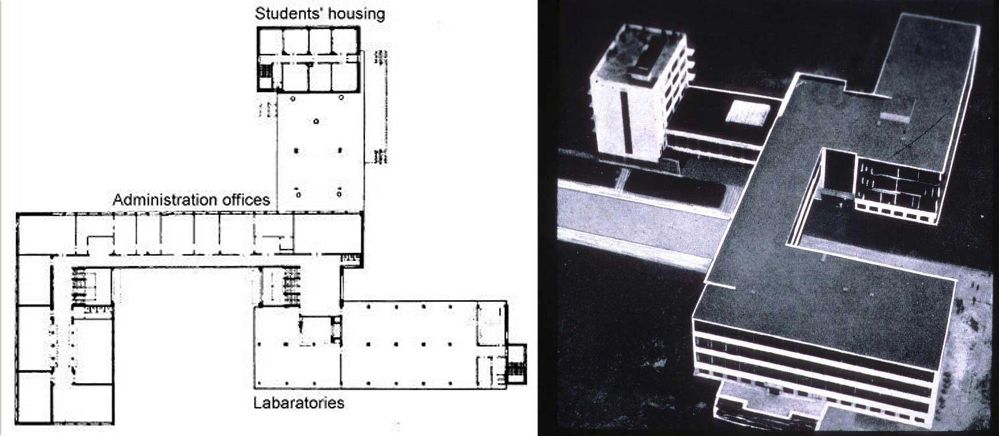 Students' housing
Administration offices
Labaratories